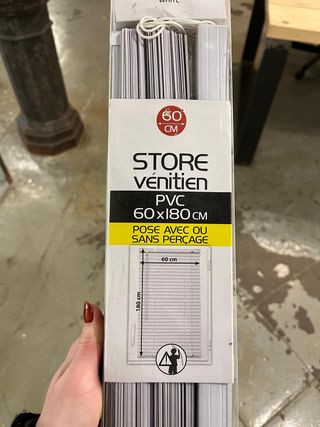 WHITE
60
CM
STORE
vénitien
PVC
60x180 CM
POSE AVEC OU
SANS PERÇAGE
60 cm
180 cm